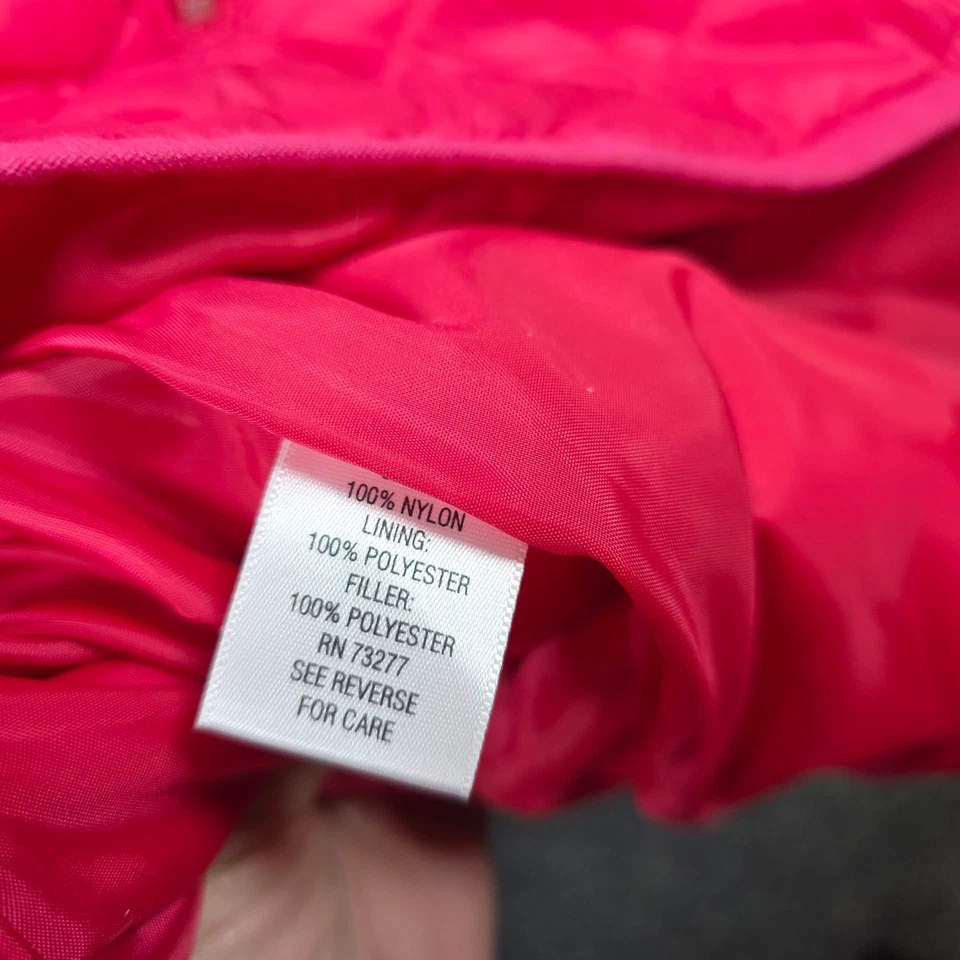 100% NYLON
LINING:
100% POLYESTER
FILLER:
100% POLYESTER
RN 73277
SEE REVERSE
FOR CARE